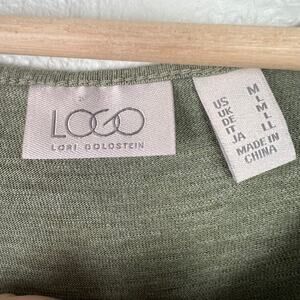 LOGO
LORI GOLDSTEIN
US M
UK L
DE M
IT L
JA LL
MADE IN
CHINA